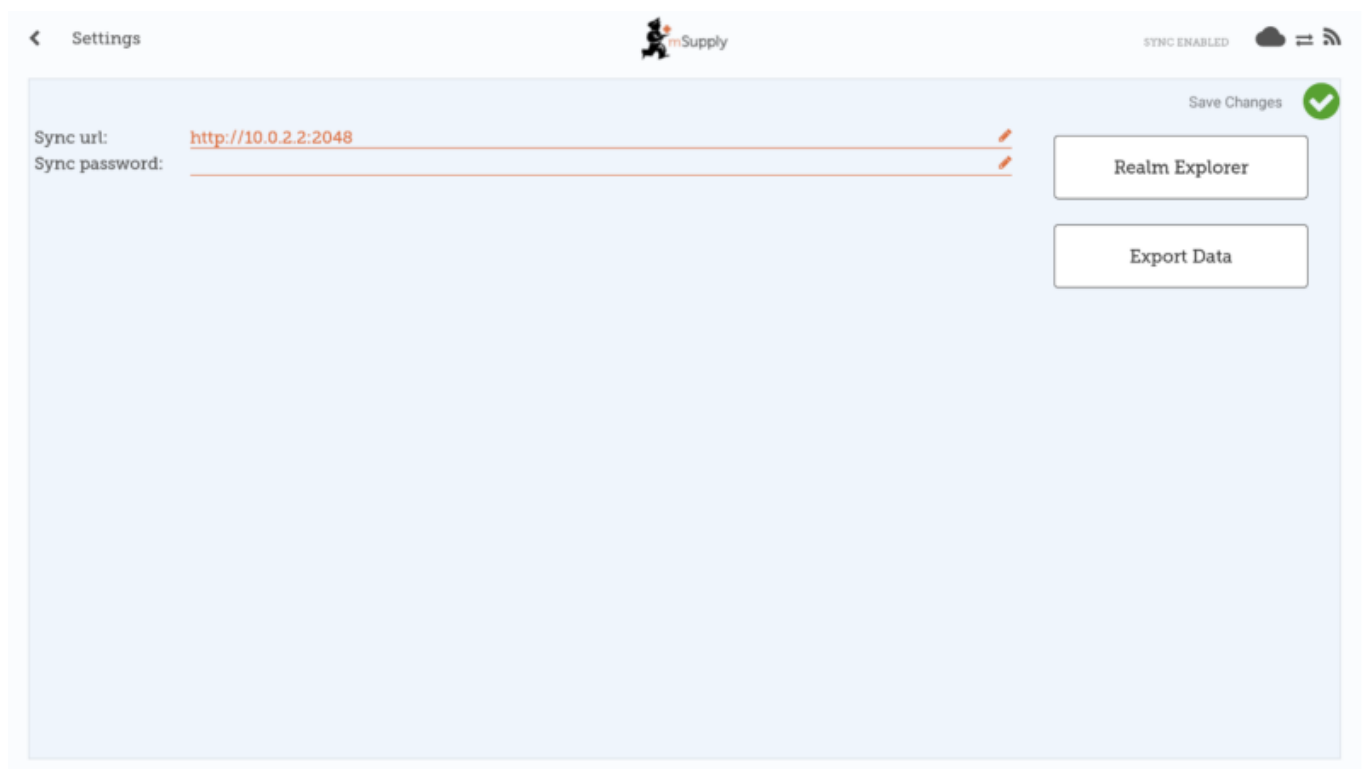 Settings
mSupply
SYNC ENABLED
Save Changes
Sync url: http://10.0.2.2:2048
Sync password:
Realm Explorer
Export Data